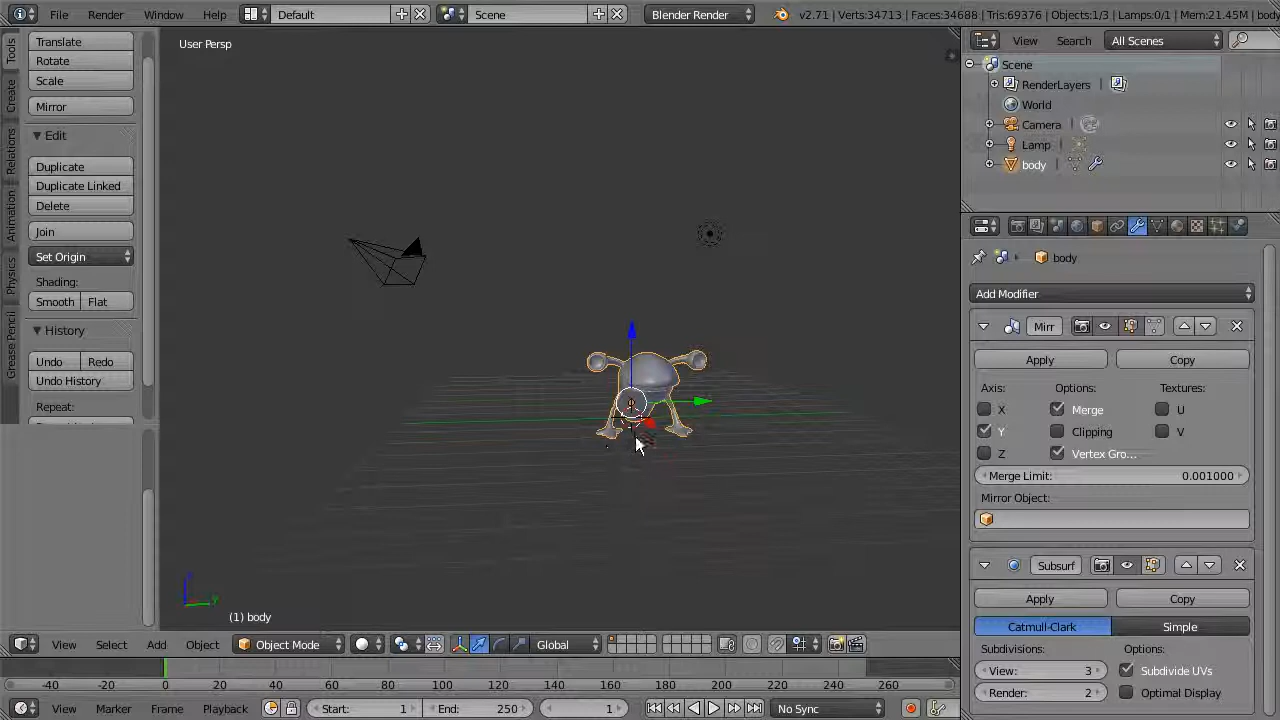 File Render Window Help Default Scene Blender Render v2.71 | Verts:34713 | Faces:34688 | Tris:69376 | Objects:1/3 | Lamps:0/1 | Mem:21.45M | body
Tools
Create
Relations
Animation
Physics
Grease Pencil
Translate
Rotate
Scale
Mirror
Edit
Duplicate
Duplicate Linked
Delete
Join
Set Origin
Shading:
Smooth Flat
History
Undo Redo
Undo History
Repeat:
User Persp
(1) body
View Search All Scenes
Scene
RenderLayers
World
Camera
Lamp
body
body
Add Modifier
Mirr
Apply Copy
Axis: Options: Textures:
X Merge U
Y Clipping V
Z Vertex Gro...
Merge Limit: 0.001000
Mirror Object:
Subsurf
Apply Copy
Catmull-Clark Simple
Subdivisions: Options:
View: 3 Subdivide UVs
Render: 2 Optimal Display
View Select Add Object Object Mode Global
-40 -20 0 20 40 60 80 100 120 140 160 180 200 220 240 260
View Marker Frame Playback Start: 1 End: 250 1 No Sync